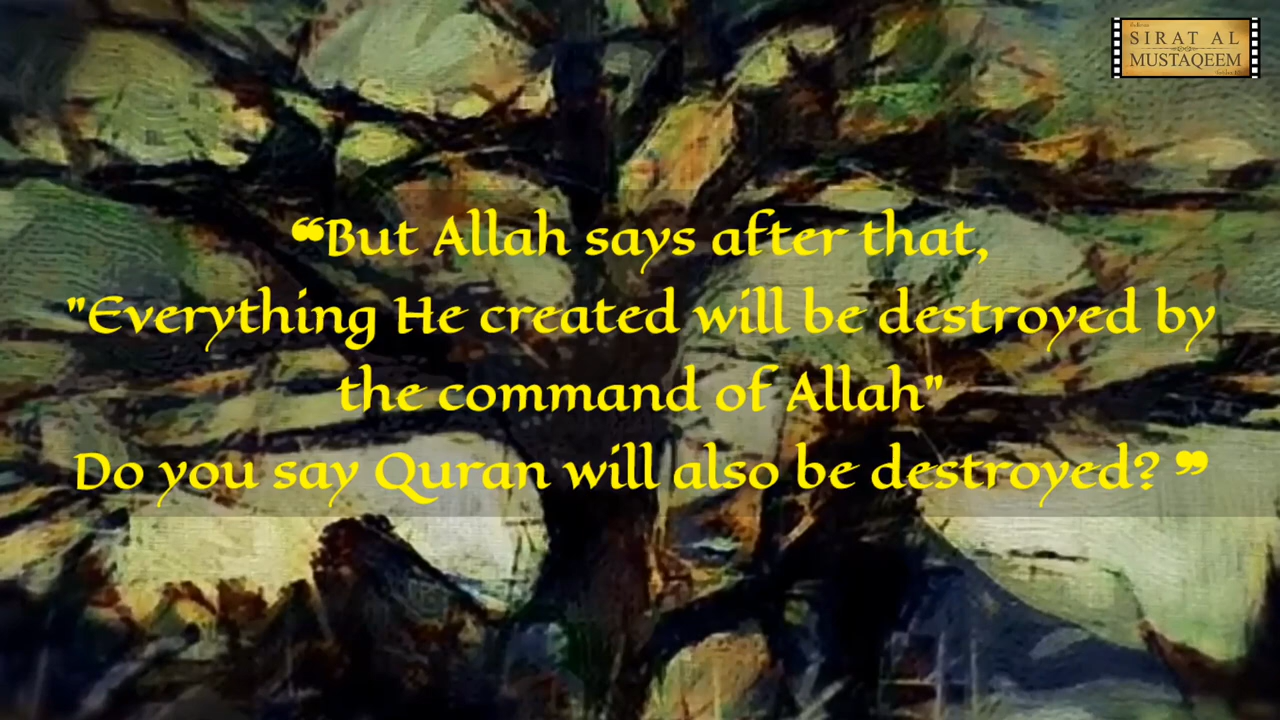 SIRAT AL
MUSTAQEEM
❝But Allah says after that,
"Everything He created will be destroyed by
the command of Allah"
Do you say Quran will also be destroyed? ❞